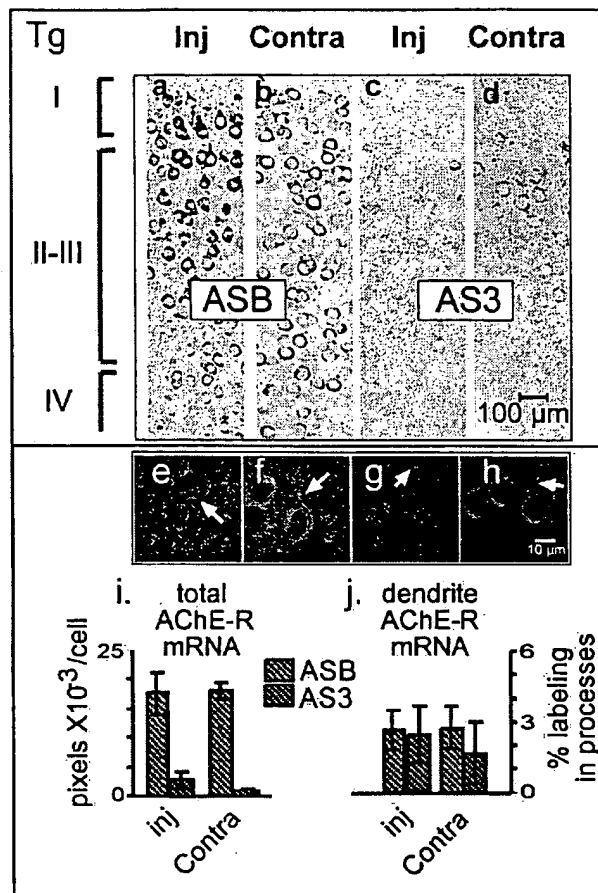 Tg Inj Contra Inj Contra
a b c d
I
II-III
IV
ASB AS3
100 µm
e f g h
10 µm
i. total AChE-R mRNA
j. dendrite AChE-R mRNA
ASB
AS3
25
0
pixels X10⁻³/cell
inj Contra
6
3
0
% labeling in processes
inj Contra